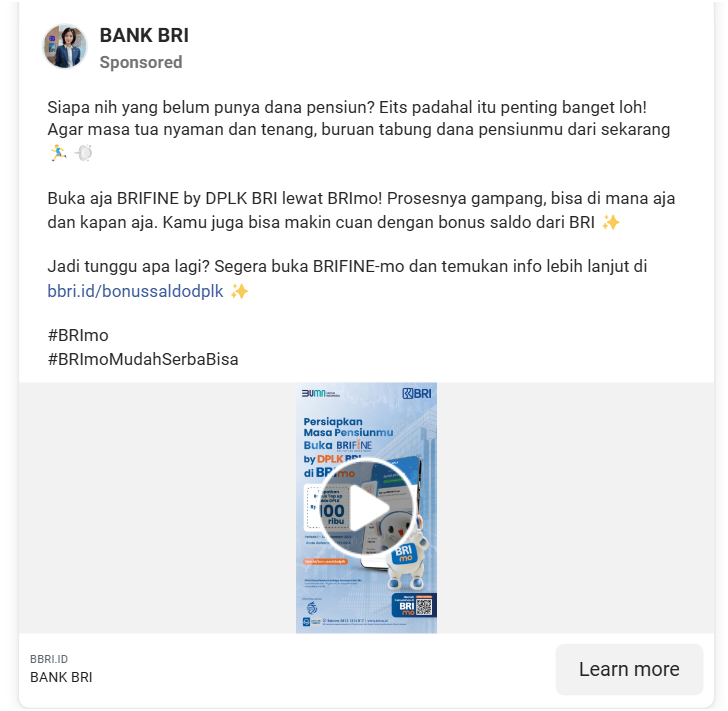 BANK BRI
Sponsored
Siapa nih yang belum punya dana pensiun? Eits padahal itu penting banget loh!
Agar masa tua nyaman dan tenang, buruan tabung dana pensiunmu dari sekarang
🏃 💨
Buka aja BRIFINE by DPLK BRI lewat BRImo! Prosesnya gampang, bisa di mana aja
dan kapan aja. Kamu juga bisa makin cuan dengan bonus saldo dari BRI ✨
Jadi tunggu apa lagi? Segera buka BRIFINE-mo dan temukan info lebih lanjut di
bbri.id/bonussaldodplk ✨
#BRImo
#BRImoMudahSerbaBisa
BUMN
BRI
Persiapkan
Masa Pensiunmu
Buka BRIFINE
by DPLK BRI
di BRImo
100
ribu
BRI
mo
BRI
mo
BBRI.ID
BANK BRI
Learn more